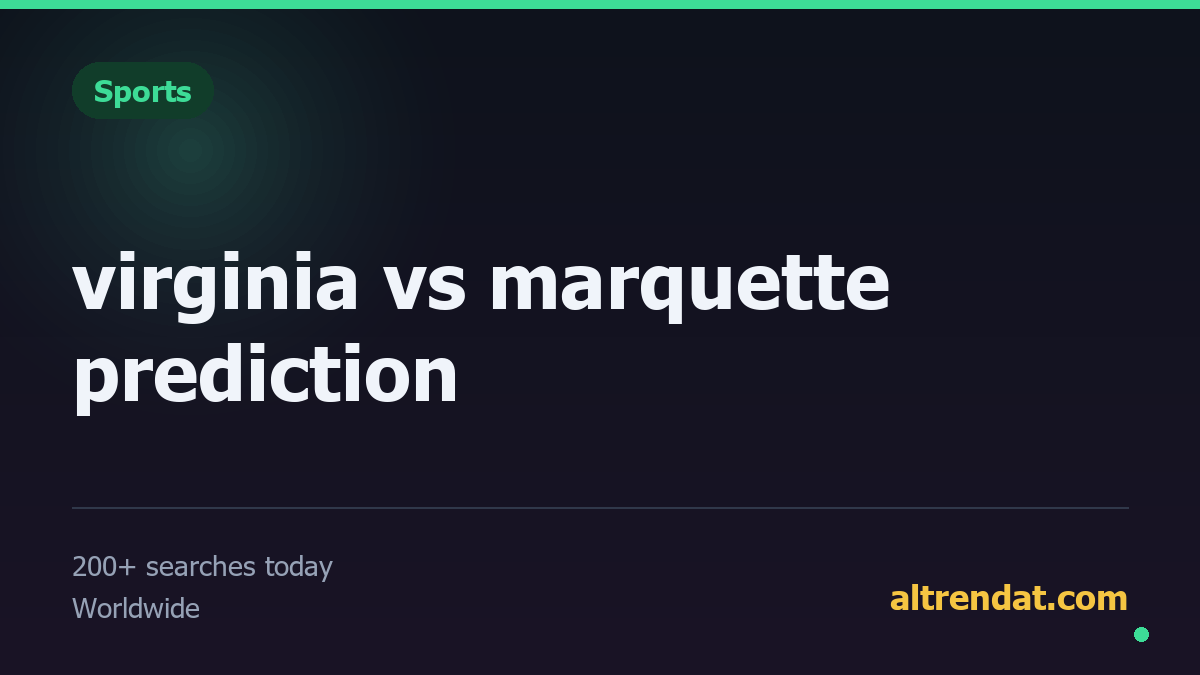 Sports
virginia vs marquette
prediction
200+ searches today
Worldwide
altrendat.com